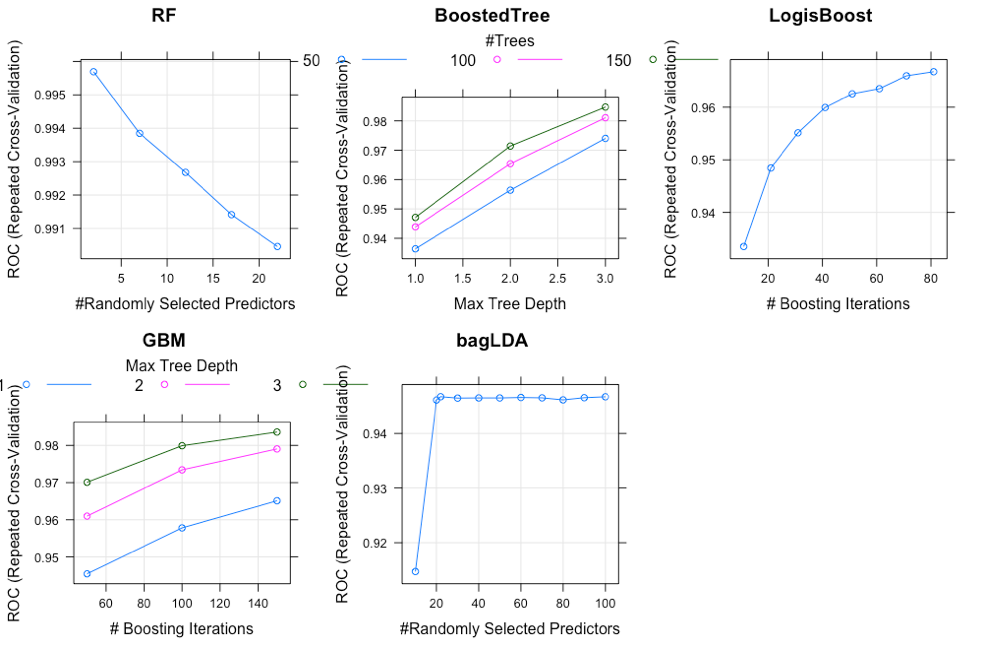 RF
ROC (Repeated Cross-Validation)
0.995
0.994
0.993
0.992
0.991
5 10 15 20
#Randomly Selected Predictors
BoostedTree
#Trees
50 100 150
ROC (Repeated Cross-Validation)
0.98
0.97
0.96
0.95
0.94
1.0 1.5 2.0 2.5 3.0
Max Tree Depth
LogisBoost
ROC (Repeated Cross-Validation)
0.96
0.95
0.94
20 40 60 80
# Boosting Iterations
GBM
Max Tree Depth
1 2 3
ROC (Repeated Cross-Validation)
0.98
0.97
0.96
0.95
60 80 100 120 140
# Boosting Iterations
bagLDA
ROC (Repeated Cross-Validation)
0.94
0.93
0.92
20 40 60 80 100
#Randomly Selected Predictors